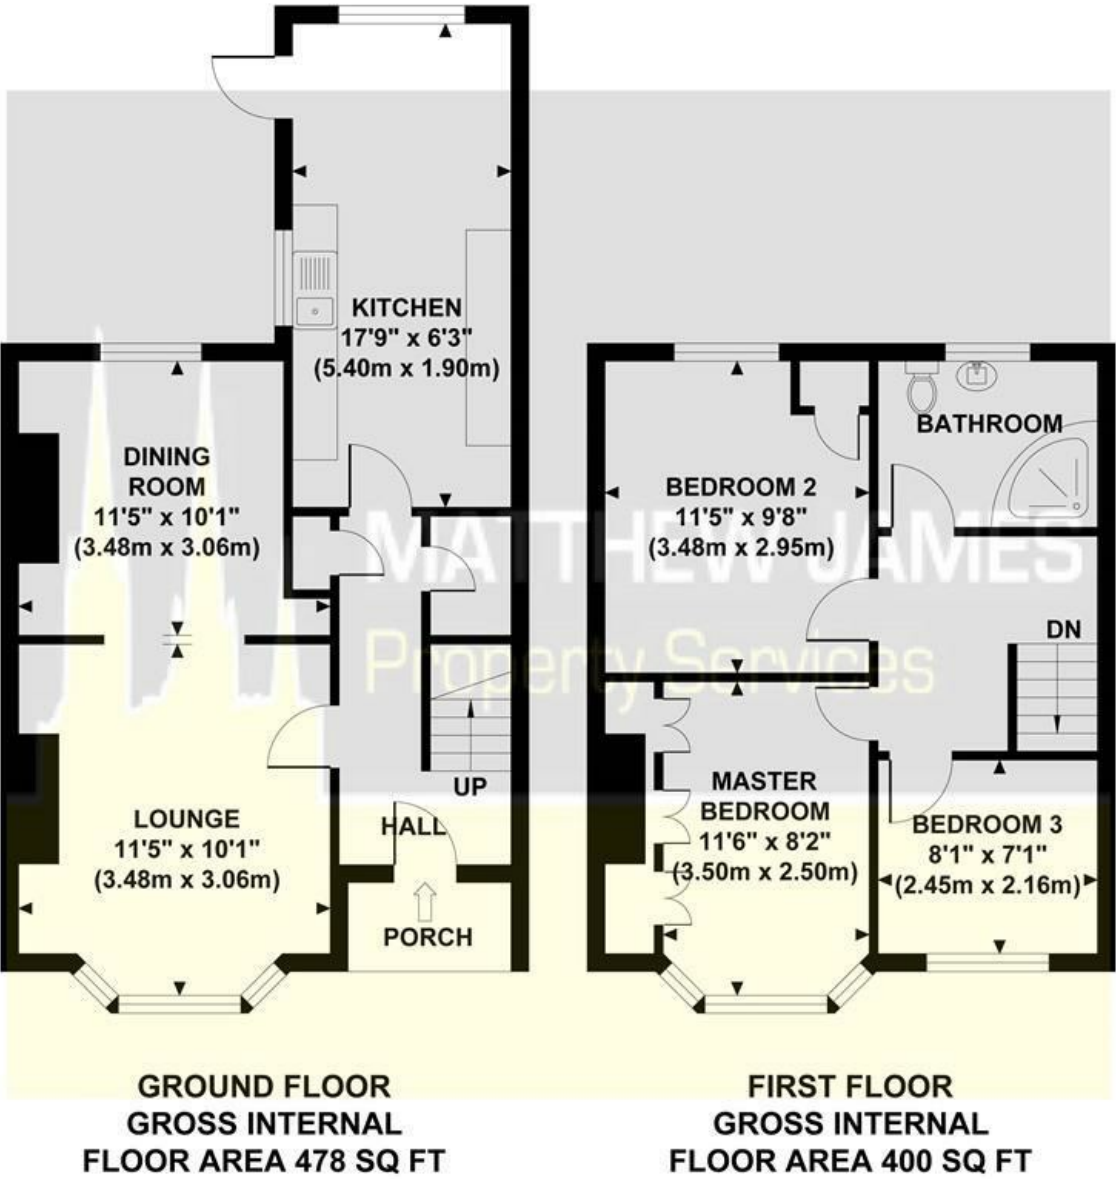 KITCHEN
17'9" x 6'3"
(5.40m x 1.90m)
DINING
ROOM
11'5" x 10'1"
(3.48m x 3.06m)
LOUNGE
11'5" x 10'1"
(3.48m x 3.06m)
UP
HALL
PORCH
GROUND FLOOR
GROSS INTERNAL
FLOOR AREA 478 SQ FT
BATHROOM
BEDROOM 2
11'5" x 9'8"
(3.48m x 2.95m)
DN
MASTER
BEDROOM
11'6" x 8'2"
(3.50m x 2.50m)
BEDROOM 3
8'1" x 7'1"
(2.45m x 2.16m)
FIRST FLOOR
GROSS INTERNAL
FLOOR AREA 400 SQ FT
MATTHEW JAMES
Property Services